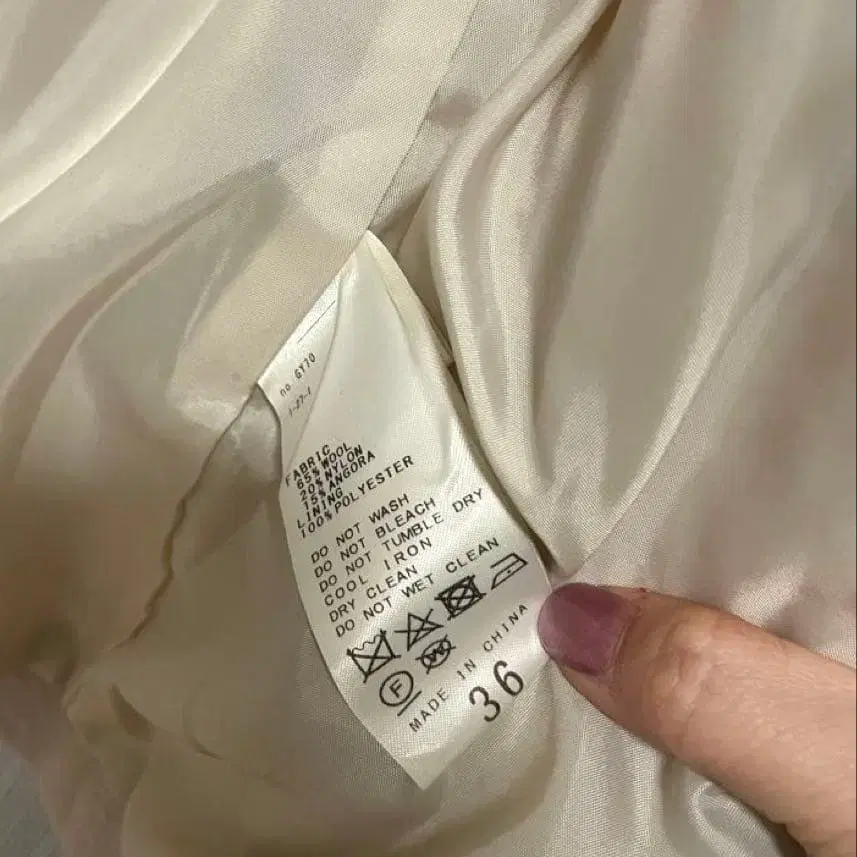 no. GY70
1-27-1
FABRIC
65% WOOL
20% NYLON
15% ANGORA
LINING
100% POLYESTER
DO NOT WASH
DO NOT BLEACH
DO NOT TUMBLE DRY
COOL IRON
DRY CLEAN
DO NOT WET CLEAN
F W
MADE IN CHINA
36